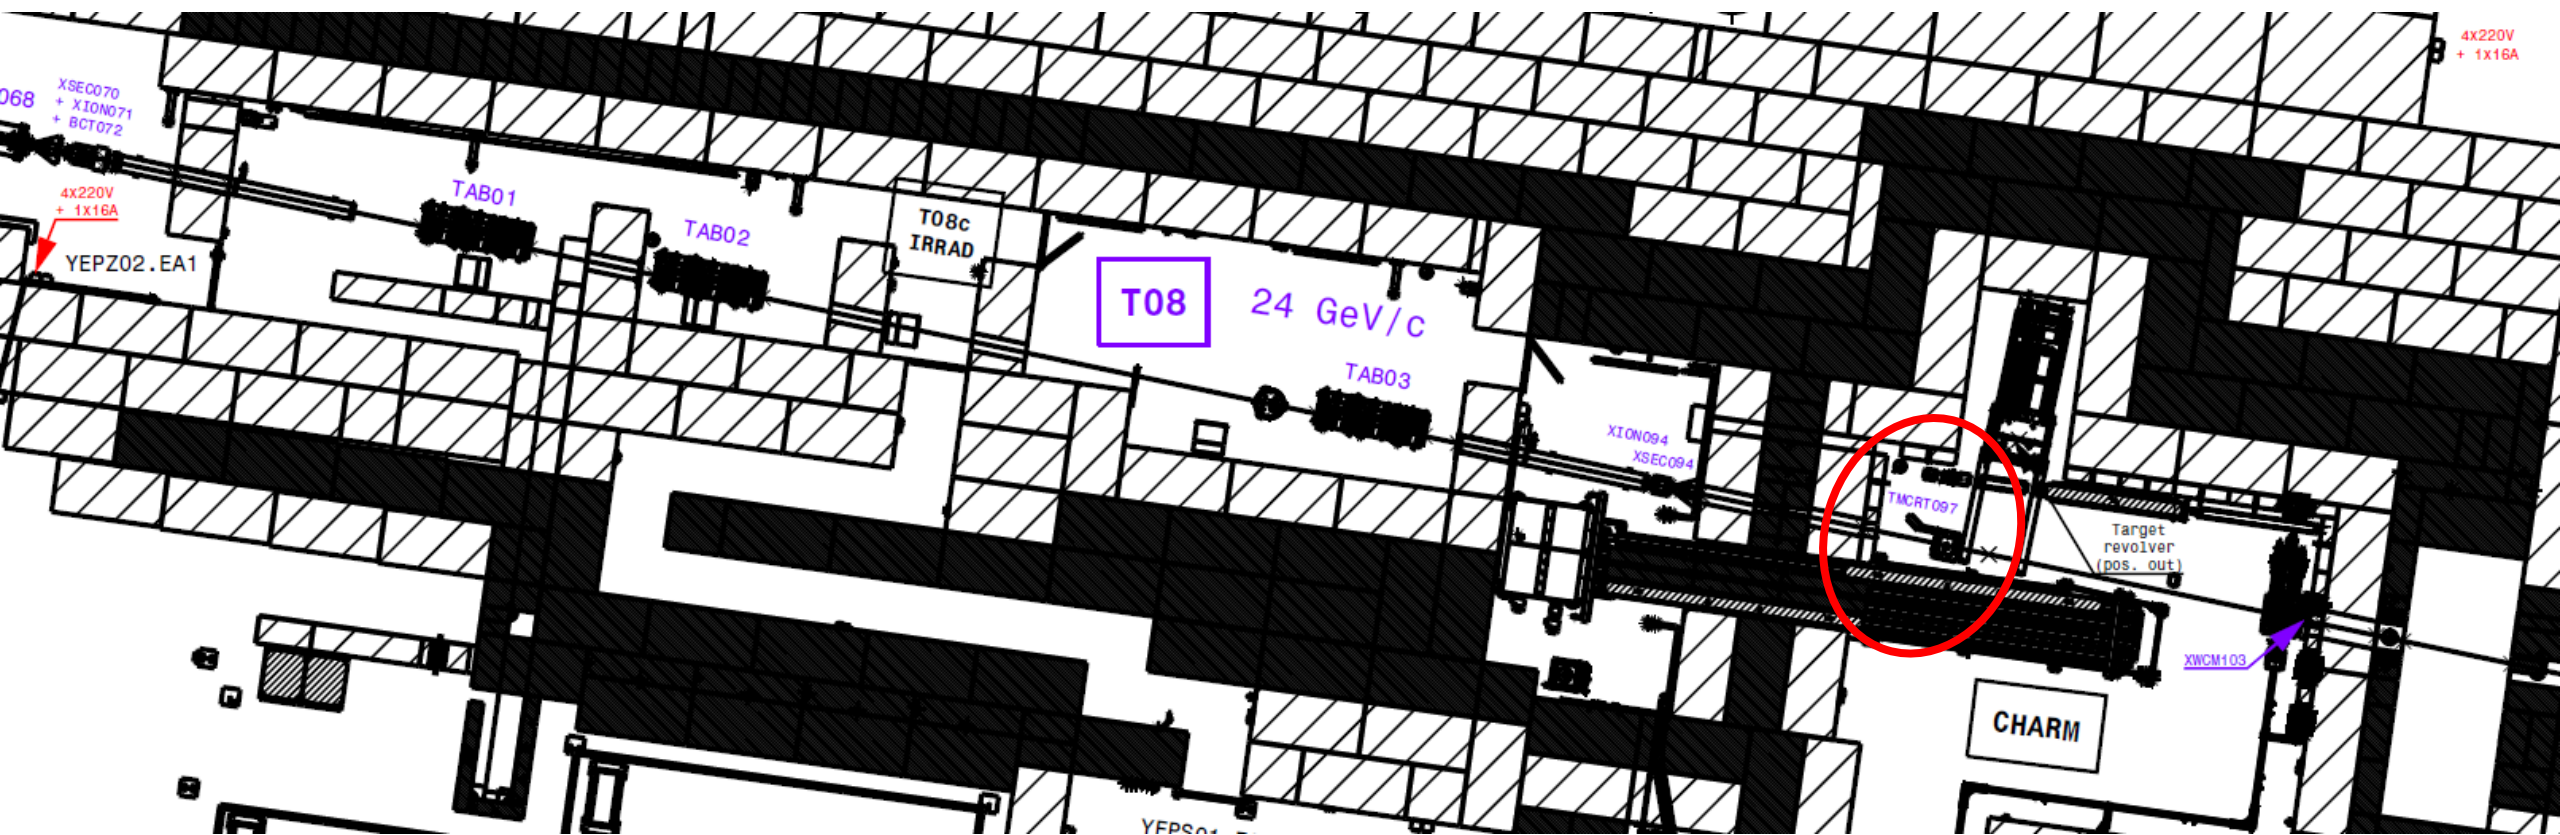 4X220V
+ 1X16A
068
XSEC070
+ XION071
+ BCT072
4X220V
+ 1X16A
YEPZ02.EA1
TAB01
TAB02
T08c
IRRAD
T08
24 GeV/c
TAB03
XION094
XSEC094
TMCRT097
Target
revolver
(pos. out)
XWCM103
CHARM